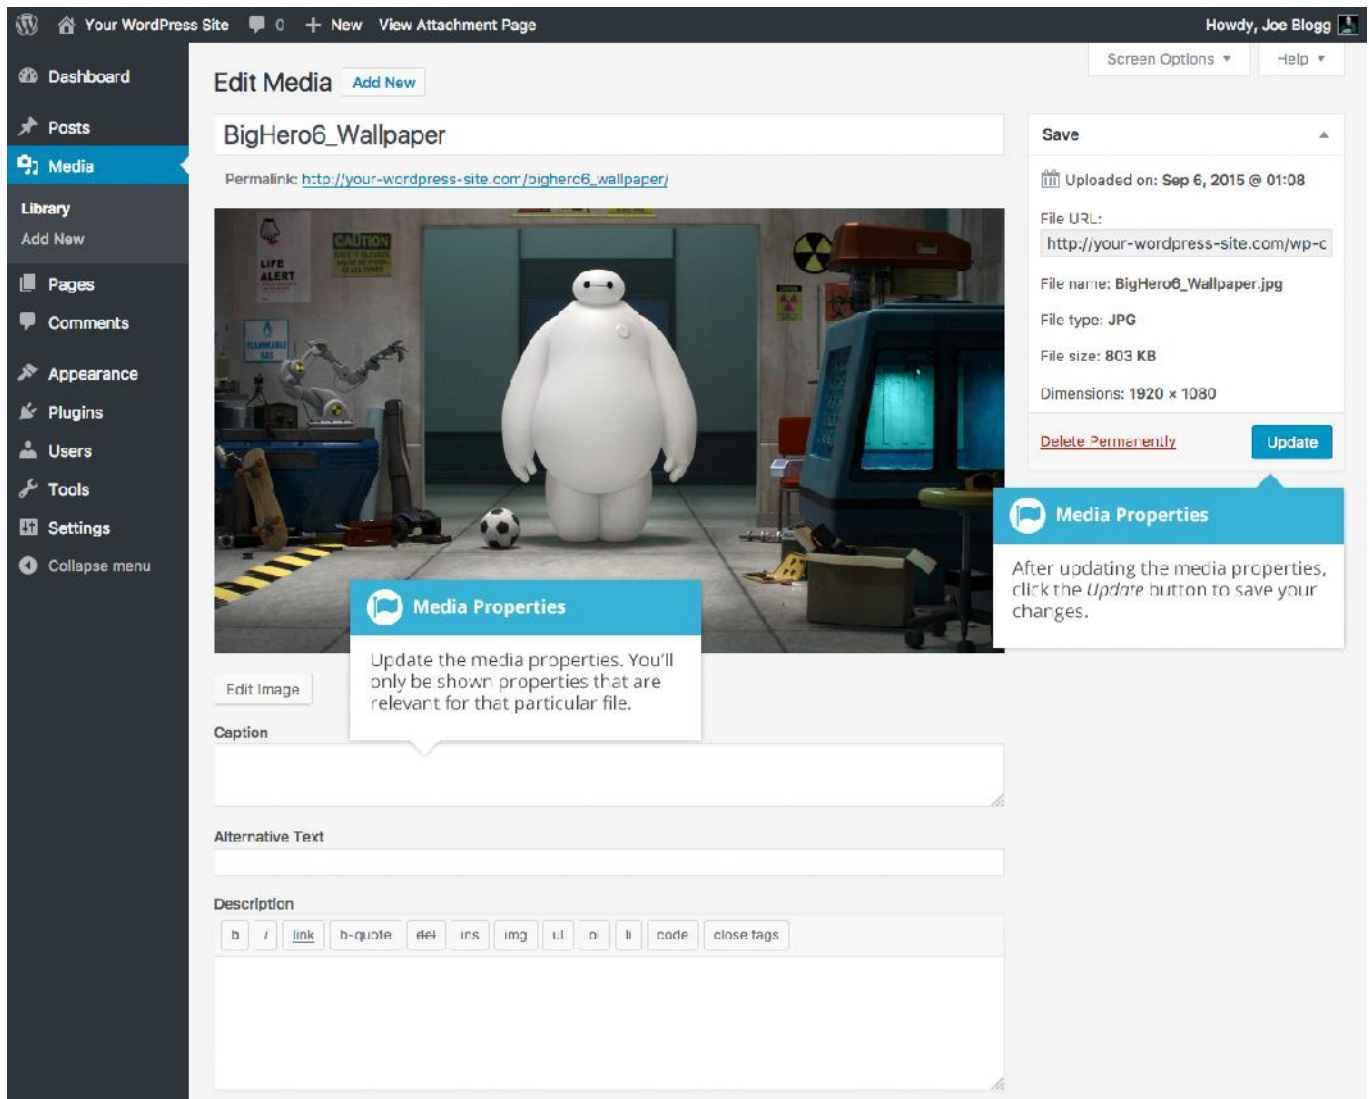 Your WordPress Site 0 + New View Attachment Page Howdy, Joe Blogg
Screen Options Help
Dashboard
Posts
Media
Library
Add New
Pages
Comments
Appearance
Plugins
Users
Tools
Settings
Collapse menu
Edit Media Add New
BigHero6_Wallpaper
Permalink: http://your-wordpress-site.com/bighero6_wallpaper/
LIFE
ALERT
CAUTION
FLAMMABLE
GAS
Edit Image
Media Properties
Update the media properties. You'll
only be shown properties that are
relevant for that particular file.
Caption
Alternative Text
Description
b i link b-quote del ins img ul ol li code close tags
Save
Uploaded on: Sep 6, 2015 @ 01:08
File URL:
http://your-wordpress-site.com/wp-c
File name: BigHero6_Wallpaper.jpg
File type: JPG
File size: 803 KB
Dimensions: 1920 × 1080
Delete Permanently Update
Media Properties
After updating the media properties,
click the Update button to save your
changes.